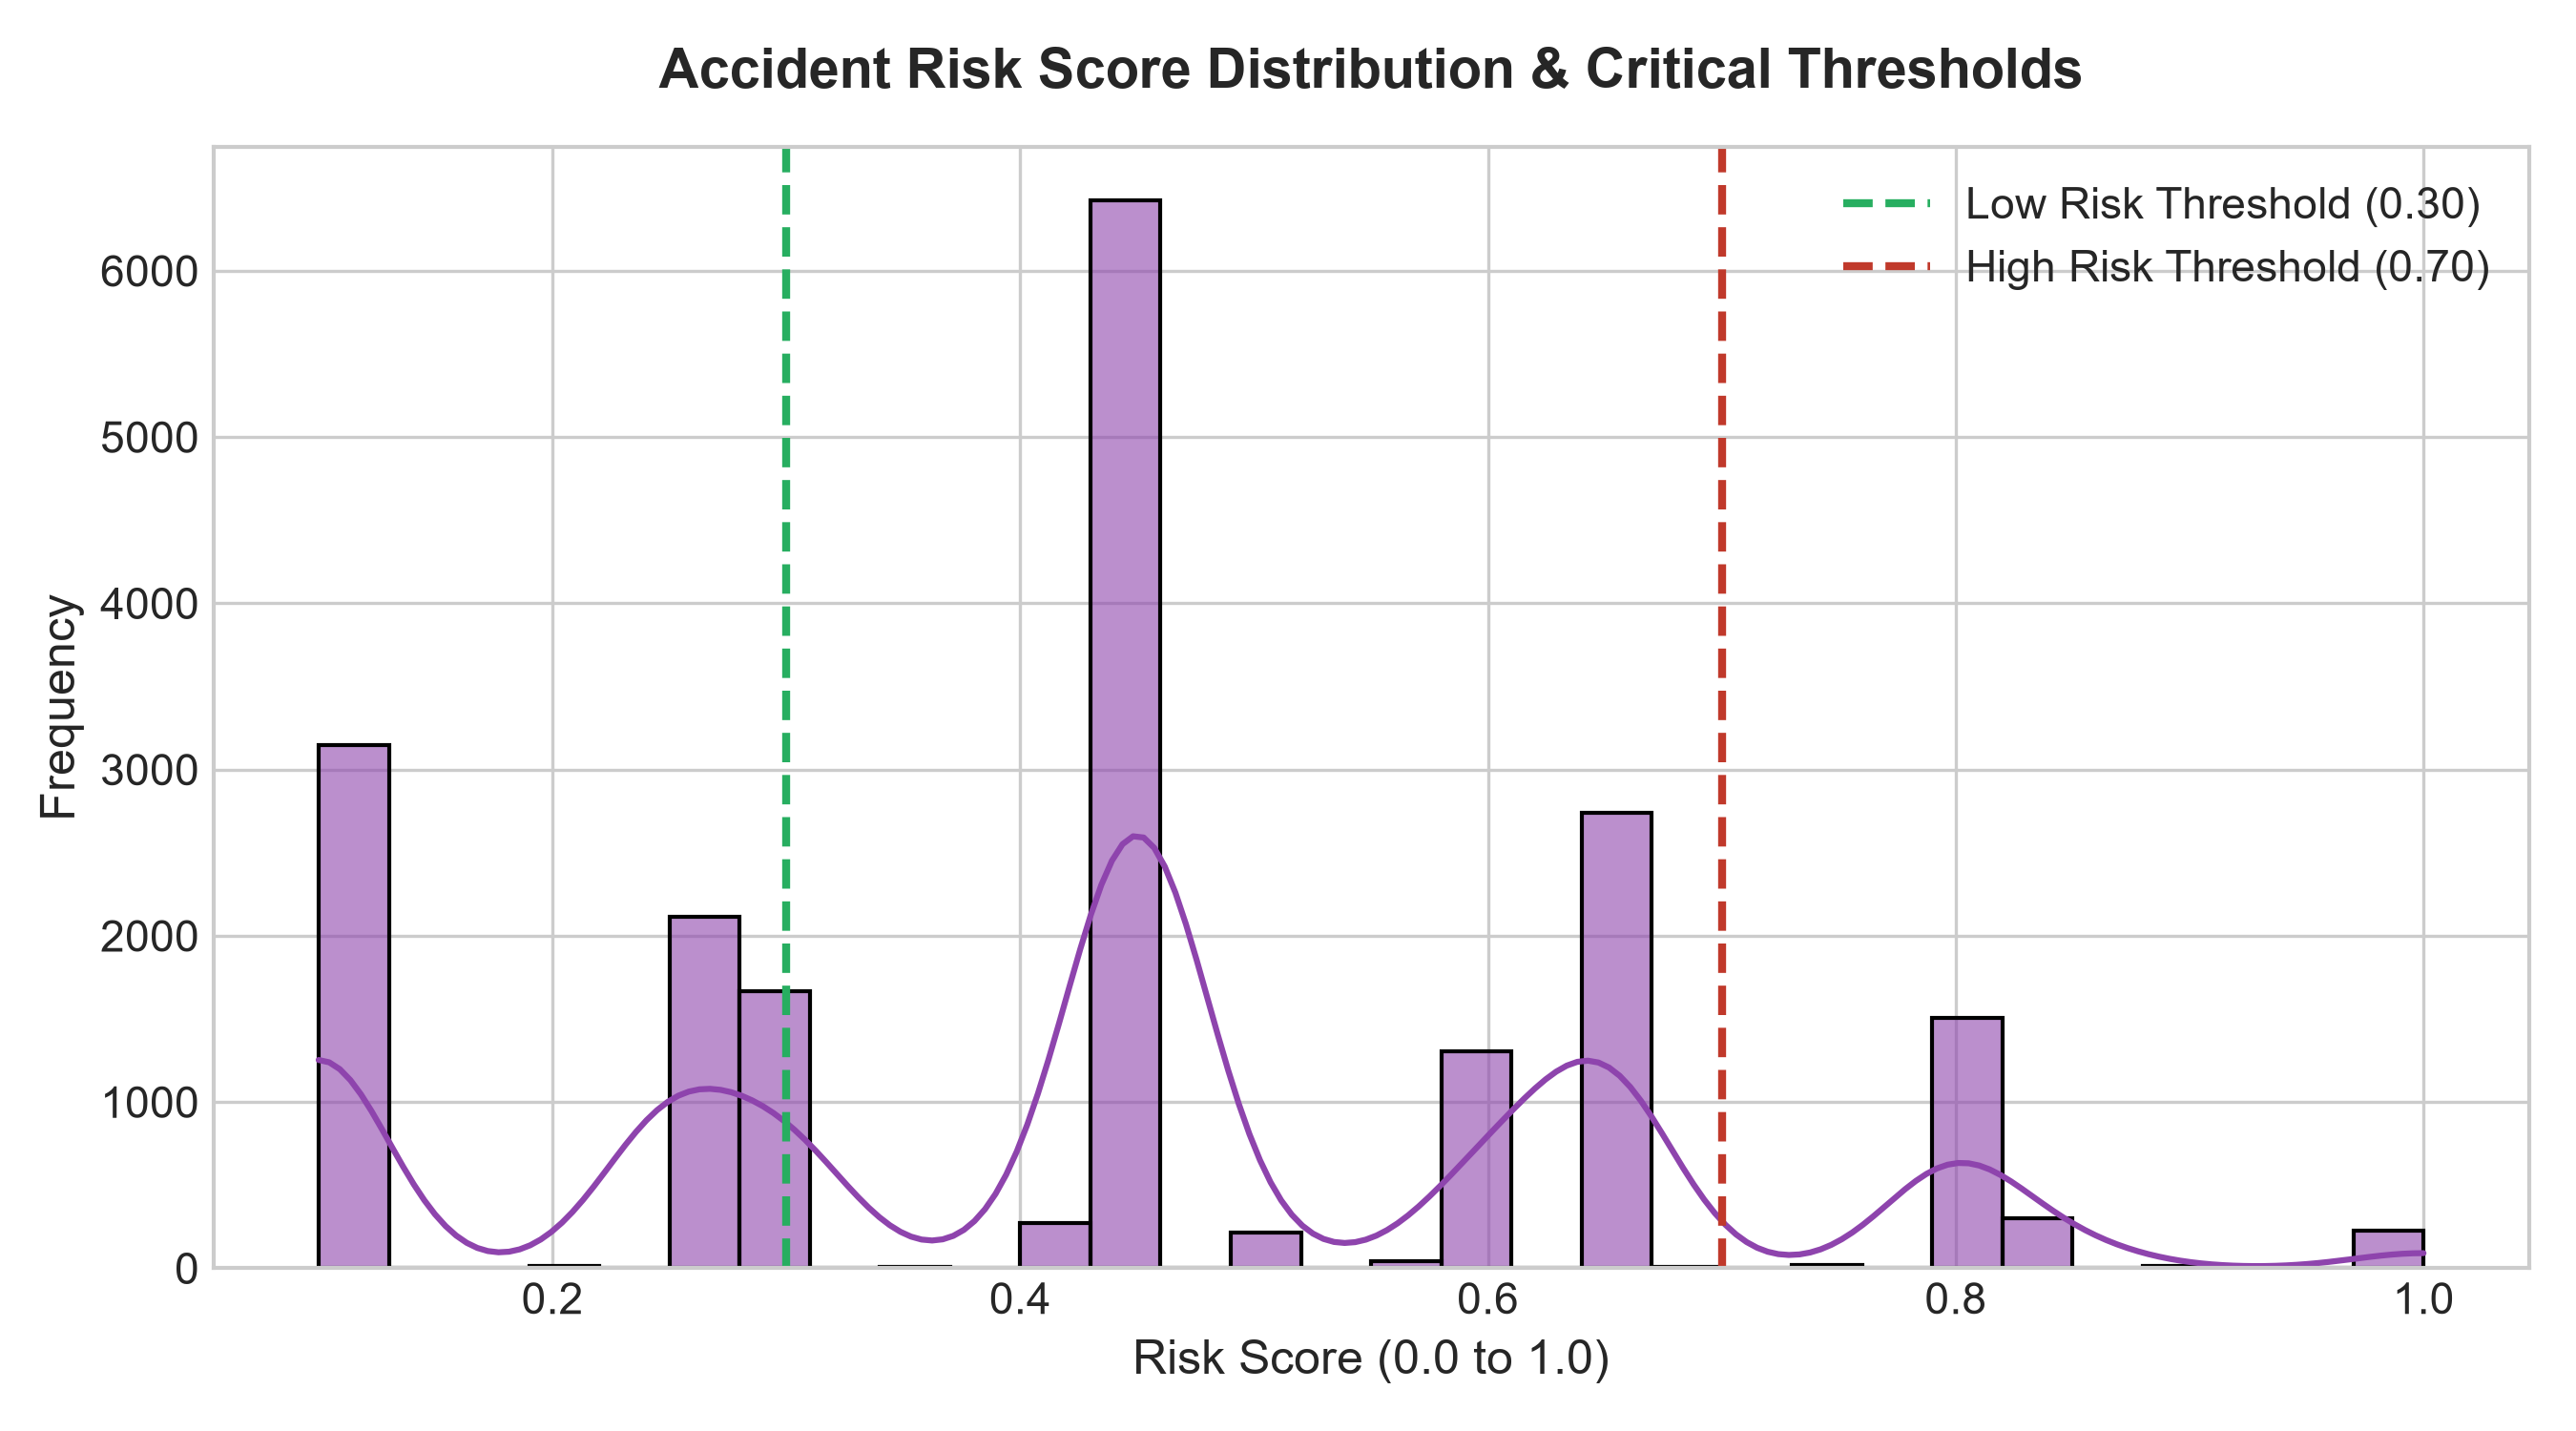 Accident Risk Score Distribution & Critical Thresholds
Low Risk Threshold (0.30)
High Risk Threshold (0.70)
Frequency
6000
5000
4000
3000
2000
1000
0
0.2 0.4 0.6 0.8 1.0
Risk Score (0.0 to 1.0)